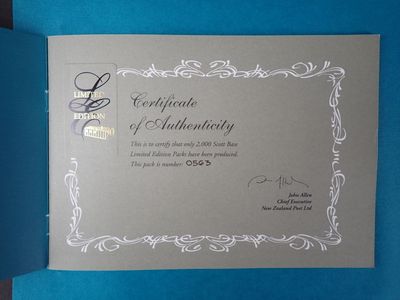 LIMITED
EDITION
Certificate
of Authenticity
This is to certify that only 2,000 Scott Base
Limited Edition Packs have been produced.
This pack is number: 0563
John Allen
Chief Executive
New Zealand Post Ltd